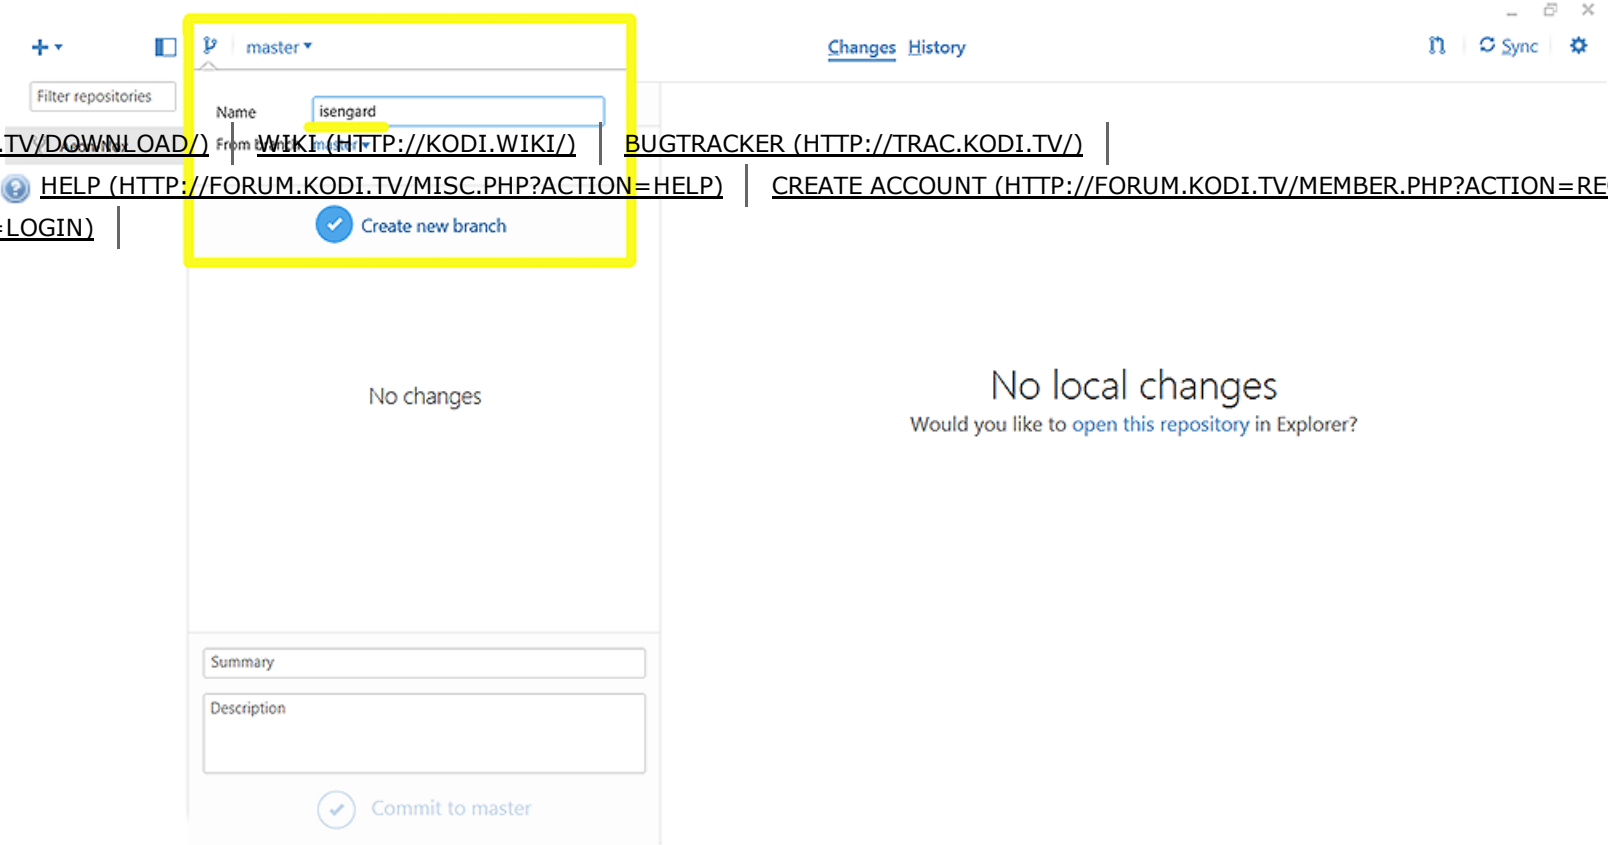 master
Changes History
Sync
Filter repositories
Name
isengard
.TV/DOWNLOAD/)
WIKI (HTTP://KODI.WIKI/)
BUGTRACKER (HTTP://TRAC.KODI.TV/)
From branch master
HELP (HTTP://FORUM.KODI.TV/MISC.PHP?ACTION=HELP)
CREATE ACCOUNT (HTTP://FORUM.KODI.TV/MEMBER.PHP?ACTION=RE
=LOGIN)
Create new branch
No changes
No local changes
Would you like to open this repository in Explorer?
Summary
Description
Commit to master